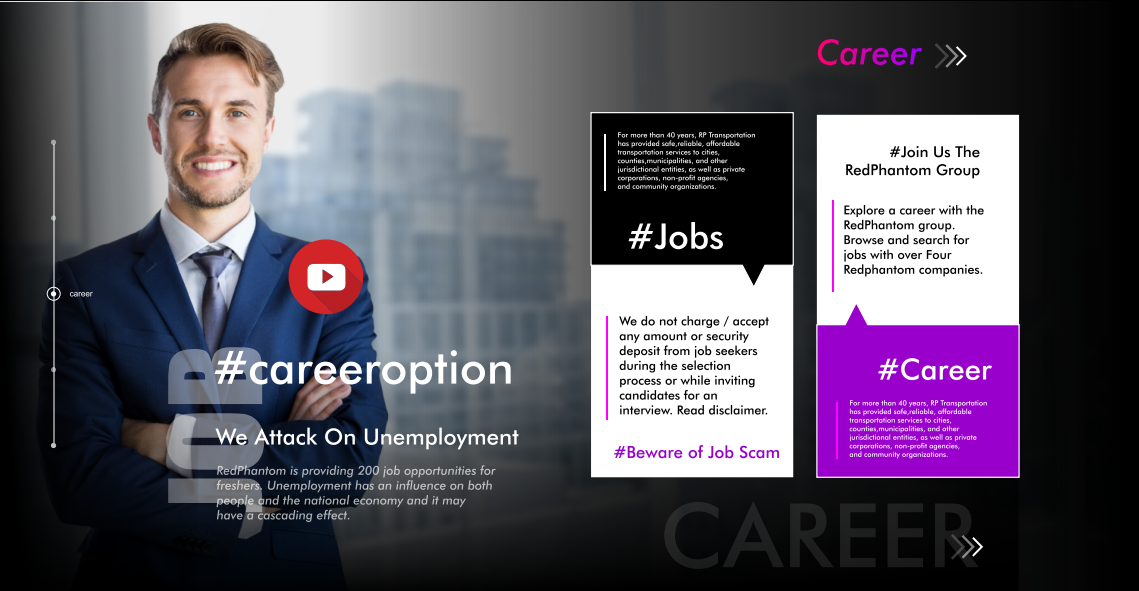 Career
For more than 40 years, RP Transportation
has provided safe,reliable, affordable
transportation services to cities,
counties,municipalities, and other
jurisdictional entities, as well as private
corporations, non-profit agencies,
and community organizations.
#Jobs
We do not charge / accept
any amount or security
deposit from job seekers
during the selection
process or while inviting
candidates for an
interview. Read disclaimer.
#Beware of Job Scam
#Join Us The
RedPhantom Group
Explore a career with the
RedPhantom group.
Browse and search for
jobs with over Four
Redphantom companies.
#Career
For more than 40 years, RP Transportation
has provided safe,reliable, affordable
transportation services to cities,
counties,municipalities, and other
jurisdictional entities, as well as private
corporations, non-profit agencies,
and community organizations.
career
#careeroption
We Attack On Unemployment
RedPhantom is providing 200 job opportunities for
freshers. Unemployment has an influence on both
people and the national economy and it may
have a cascading effect.
CAREER